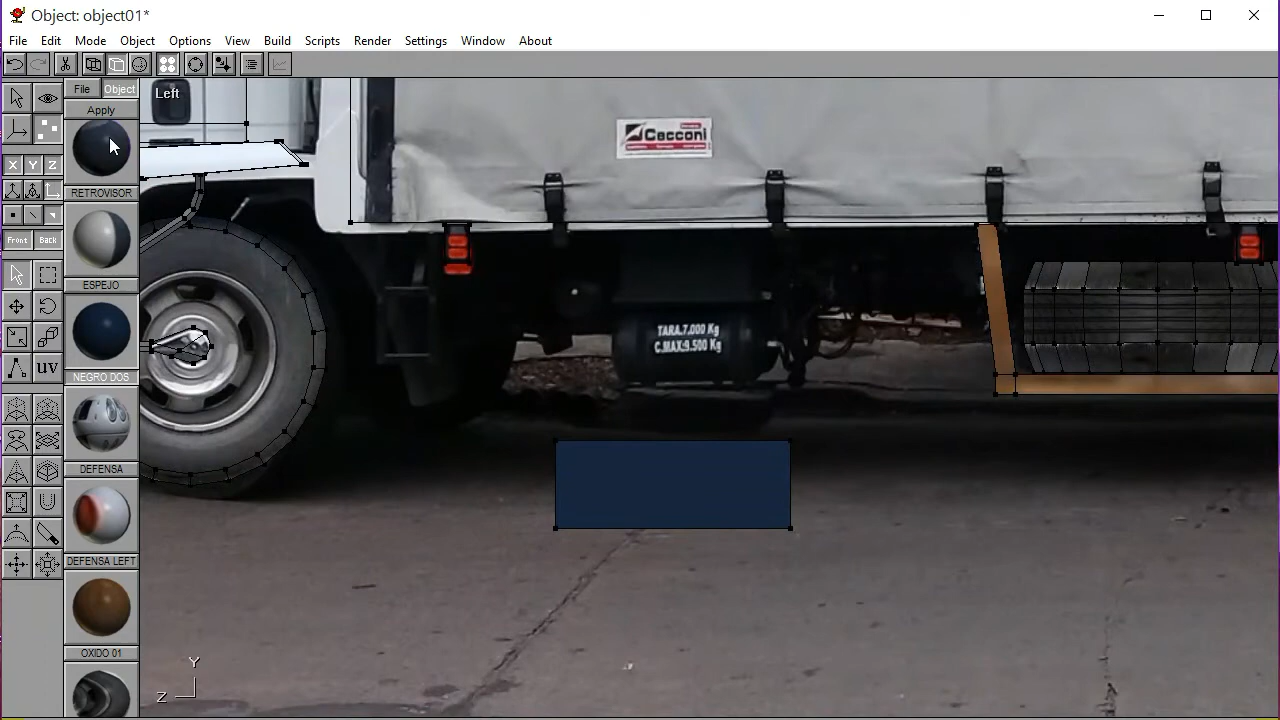 Object: object01*
File Edit Mode Object Options View Build Scripts Render Settings Window About
File Object
Apply
Left
X Y Z
RETROVISOR
Front Back
ESPEJO
NEGRO DOS
uv
DEFENSA
DEFENSA LEFT
OXIDO 01
Cecconi
TARA.7.000 Kg
C.MAX:9.500 Kg
Y
Z